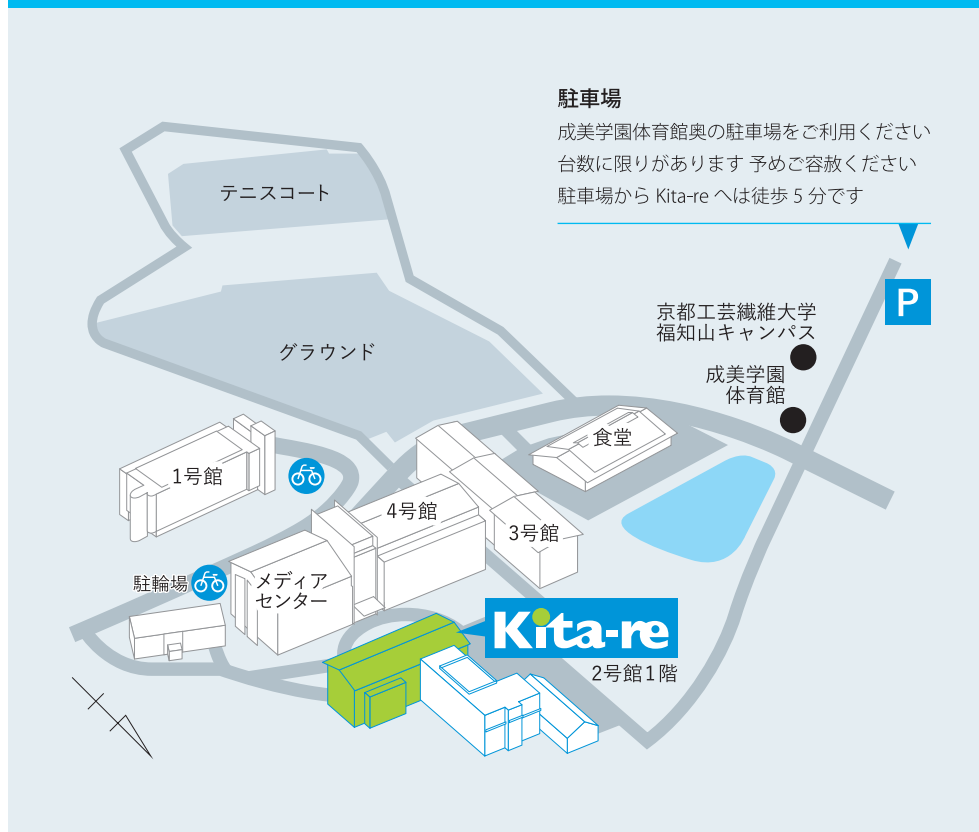 駐車場
成美学園体育館奥の駐車場をご利用ください
台数に限りがあります 予めご容赦ください
駐車場から Kita-re へは徒歩 5 分です
テニスコート
P
京都工芸繊維大学
福知山キャンパス
グラウンド
成美学園
体育館
食堂
1号館
4号館
3号館
駐輪場
メディア
センター
Kita-re
2号館1階